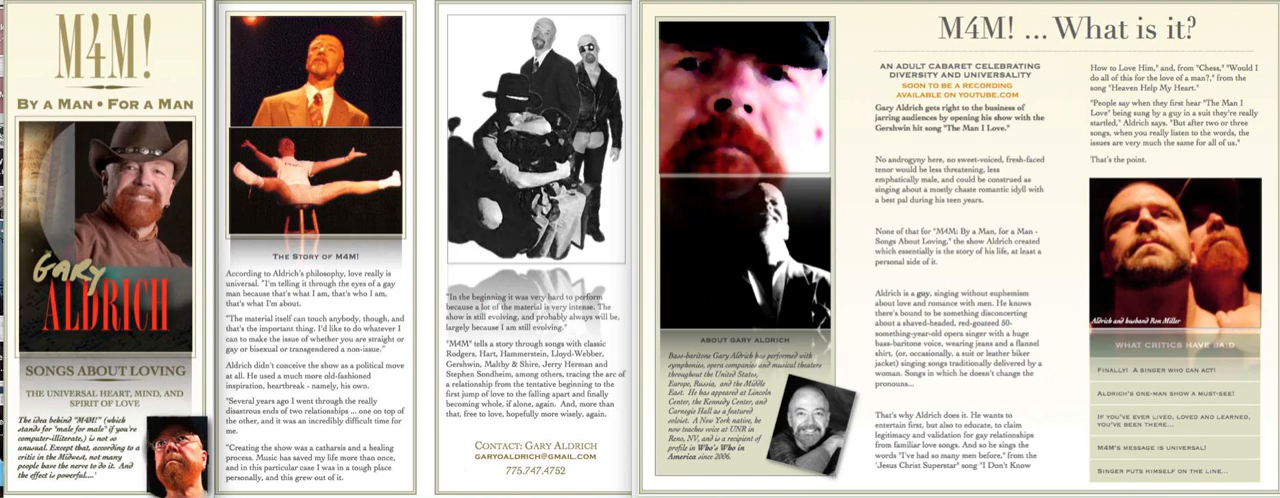 M4M!
BY A MAN • FOR A MAN
GARY
ALDRICH
SONGS ABOUT LOVING
THE UNIVERSAL HEART, MIND, AND
SPIRIT OF LOVE
The idea behind "M4M!" (which
stands for "male for male" if you're
computer-illiterate,) is not so
unusual. Except that, according to a
critic in the Midwest, not many
people have the nerve to do it. And
the effect is powerful....'
THE STORY OF M4M!
According to Aldrich's philosophy, love really is
universal. "I'm telling it through the eyes of a gay
man because that's what I am, that's who I am,
that's what I'm about.
"The material itself can touch anybody, though, and
that's the important thing. I'd like to do whatever I
can to make the issue of whether you are straight or
gay or bisexual or transgendered a non-issue."
Aldrich didn't conceive the show as a political move
at all. He used a much more old-fashioned
inspiration, heartbreak - namely, his own.
"Several years ago I went through the really
disastrous ends of two relationships ... one on top of
the other, and it was an incredibly difficult time for
me.
"Creating the show was a catharsis and a healing
process. Music has saved my life more than once,
and in this particular case I was in a tough place
personally, and this grew out of it.
"In the beginning it was very hard to perform
because a lot of the material is very intense. The
show is still evolving, and probably always will be,
largely because I am still evolving."
"M4M" tells a story through songs with classic
Rodgers, Hart, Hammerstein, Lloyd-Webber,
Gershwin, Maltby & Shire, Jerry Herman and
Stephen Sondheim, among others, tracing the arc of
a relationship from the tentative beginning to the
first jump of love to the falling apart and finally
becoming whole, if alone, again. And, more than
that, free to love, hopefully more wisely, again.
CONTACT: GARY ALDRICH
GARYOALDRICH@GMAIL.COM
775.747.4752
M4M! ... What is it?
ABOUT GARY ALDRICH
Bass-baritone Gary Aldrich has performed with
symphonies, opera companies and musical theaters
throughout the United States,
Europe, Russia, and the Middle
East. He has appeared at Lincoln
Center, the Kennedy Center, and
Carnegie Hall as a featured
soloist. A New York native, he
now teaches voice at UNR in
Reno, NV, and is a recipient of
profile in Who's Who in
America since 2006.
AN ADULT CABARET CELEBRATING
DIVERSITY AND UNIVERSALITY
SOON TO BE A RECORDING
AVAILABLE ON YOUTUBE.COM
Gary Aldrich gets right to the business of
jarring audiences by opening his show with the
Gershwin hit song "The Man I Love."
No androgyny here, no sweet-voiced, fresh-faced
tenor would be less threatening, less
emphatically male, and could be construed as
singing about a mostly chaste romantic idyll with
a best pal during his teen years.
None of that for "M4M: By a Man, for a Man -
Songs About Loving," the show Aldrich created
which essentially is the story of his life, at least a
personal side of it.
Aldrich is a guy, singing without euphemism
about love and romance with men. He knows
there's bound to be something disconcerting
about a shaved-headed, red-goateed 50-
something-year-old opera singer with a huge
bass-baritone voice, wearing jeans and a flannel
shirt, (or, occasionally, a suit or leather biker
jacket) singing songs traditionally delivered by a
woman. Songs in which he doesn't change the
pronouns...
That's why Aldrich does it. He wants to
entertain first, but also to educate, to claim
legitimacy and validation for gay relationships
from familiar love songs. And so he sings the
words "I've had so many men before," from the
'Jesus Christ Superstar" song "I Don't Know
How to Love Him," and, from "Chess," "Would I
do all of this for the love of a man?," from the
song "Heaven Help My Heart."
"People say when they first hear "The Man I
Love" being sung by a guy in a suit they're really
startled," Aldrich says. "But after two or three
songs, when you really listen to the words, the
issues are very much the same for all of us."
That's the point.
Aldrich and husband Ron Miller
WHAT CRITICS HAVE SAID
FINALLY! A SINGER WHO CAN ACT!
ALDRICH'S ONE-MAN SHOW A MUST-SEE!
IF YOU'VE EVER LIVED, LOVED AND LEARNED,
YOU'VE BEEN THERE...
M4M'S MESSAGE IS UNIVERSAL!
SINGER PUTS HIMSELF ON THE LINE...